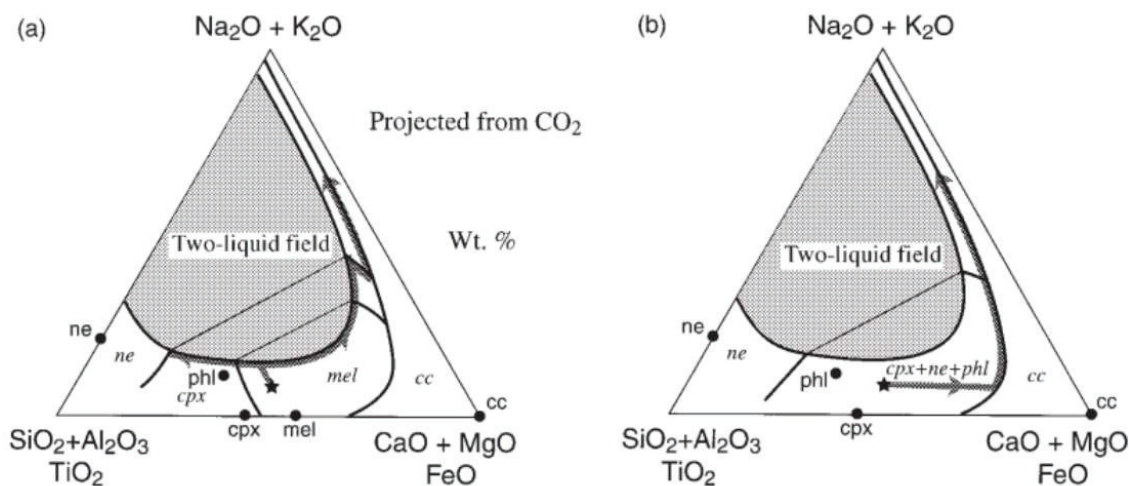 (a)
Na₂O + K₂O
Projected from CO₂
Wt. %
Two-liquid field
ne
ne
phl
cpx
mel
cc
cc
cpx
mel
SiO₂+Al₂O₃
TiO₂
CaO + MgO
FeO
(b)
Na₂O + K₂O
Two-liquid field
ne
ne
phl
cpx+ne+phl
cc
cc
cpx
SiO₂+Al₂O₃
TiO₂
CaO + MgO
FeO